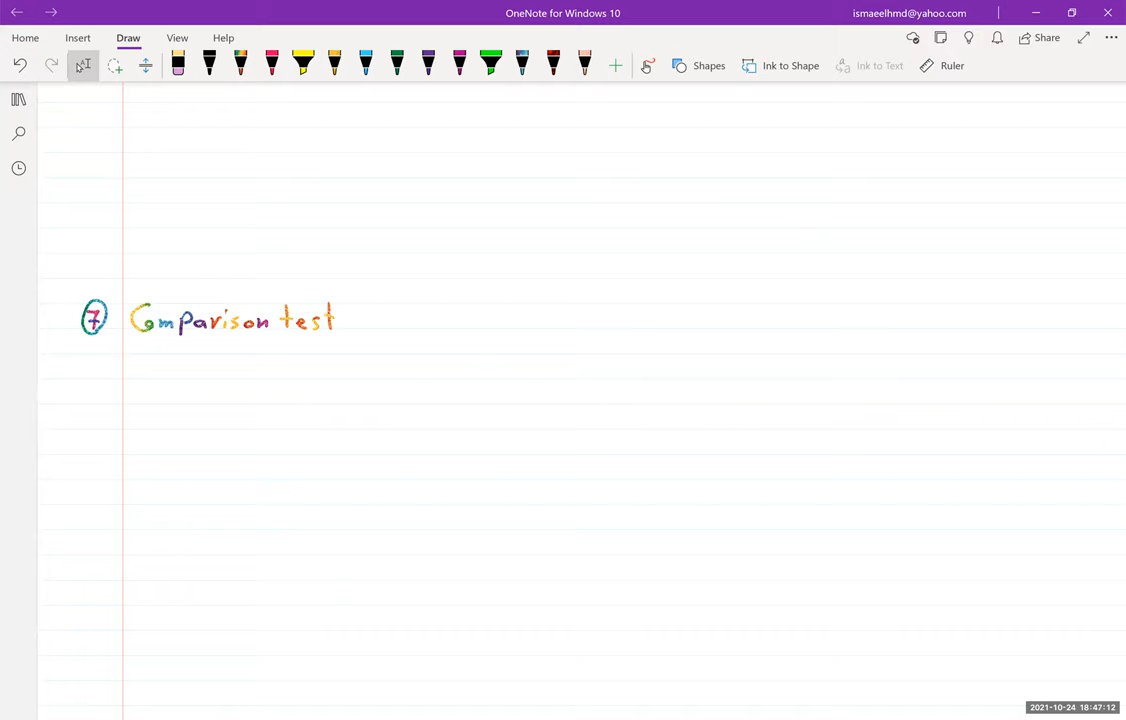 OneNote for Windows 10
ismaeelhmd@yahoo.com
Home Insert Draw View Help
Share
Shapes Ink to Shape Ink to Text Ruler
7 Comparison test
2021-10-24 18:47:12